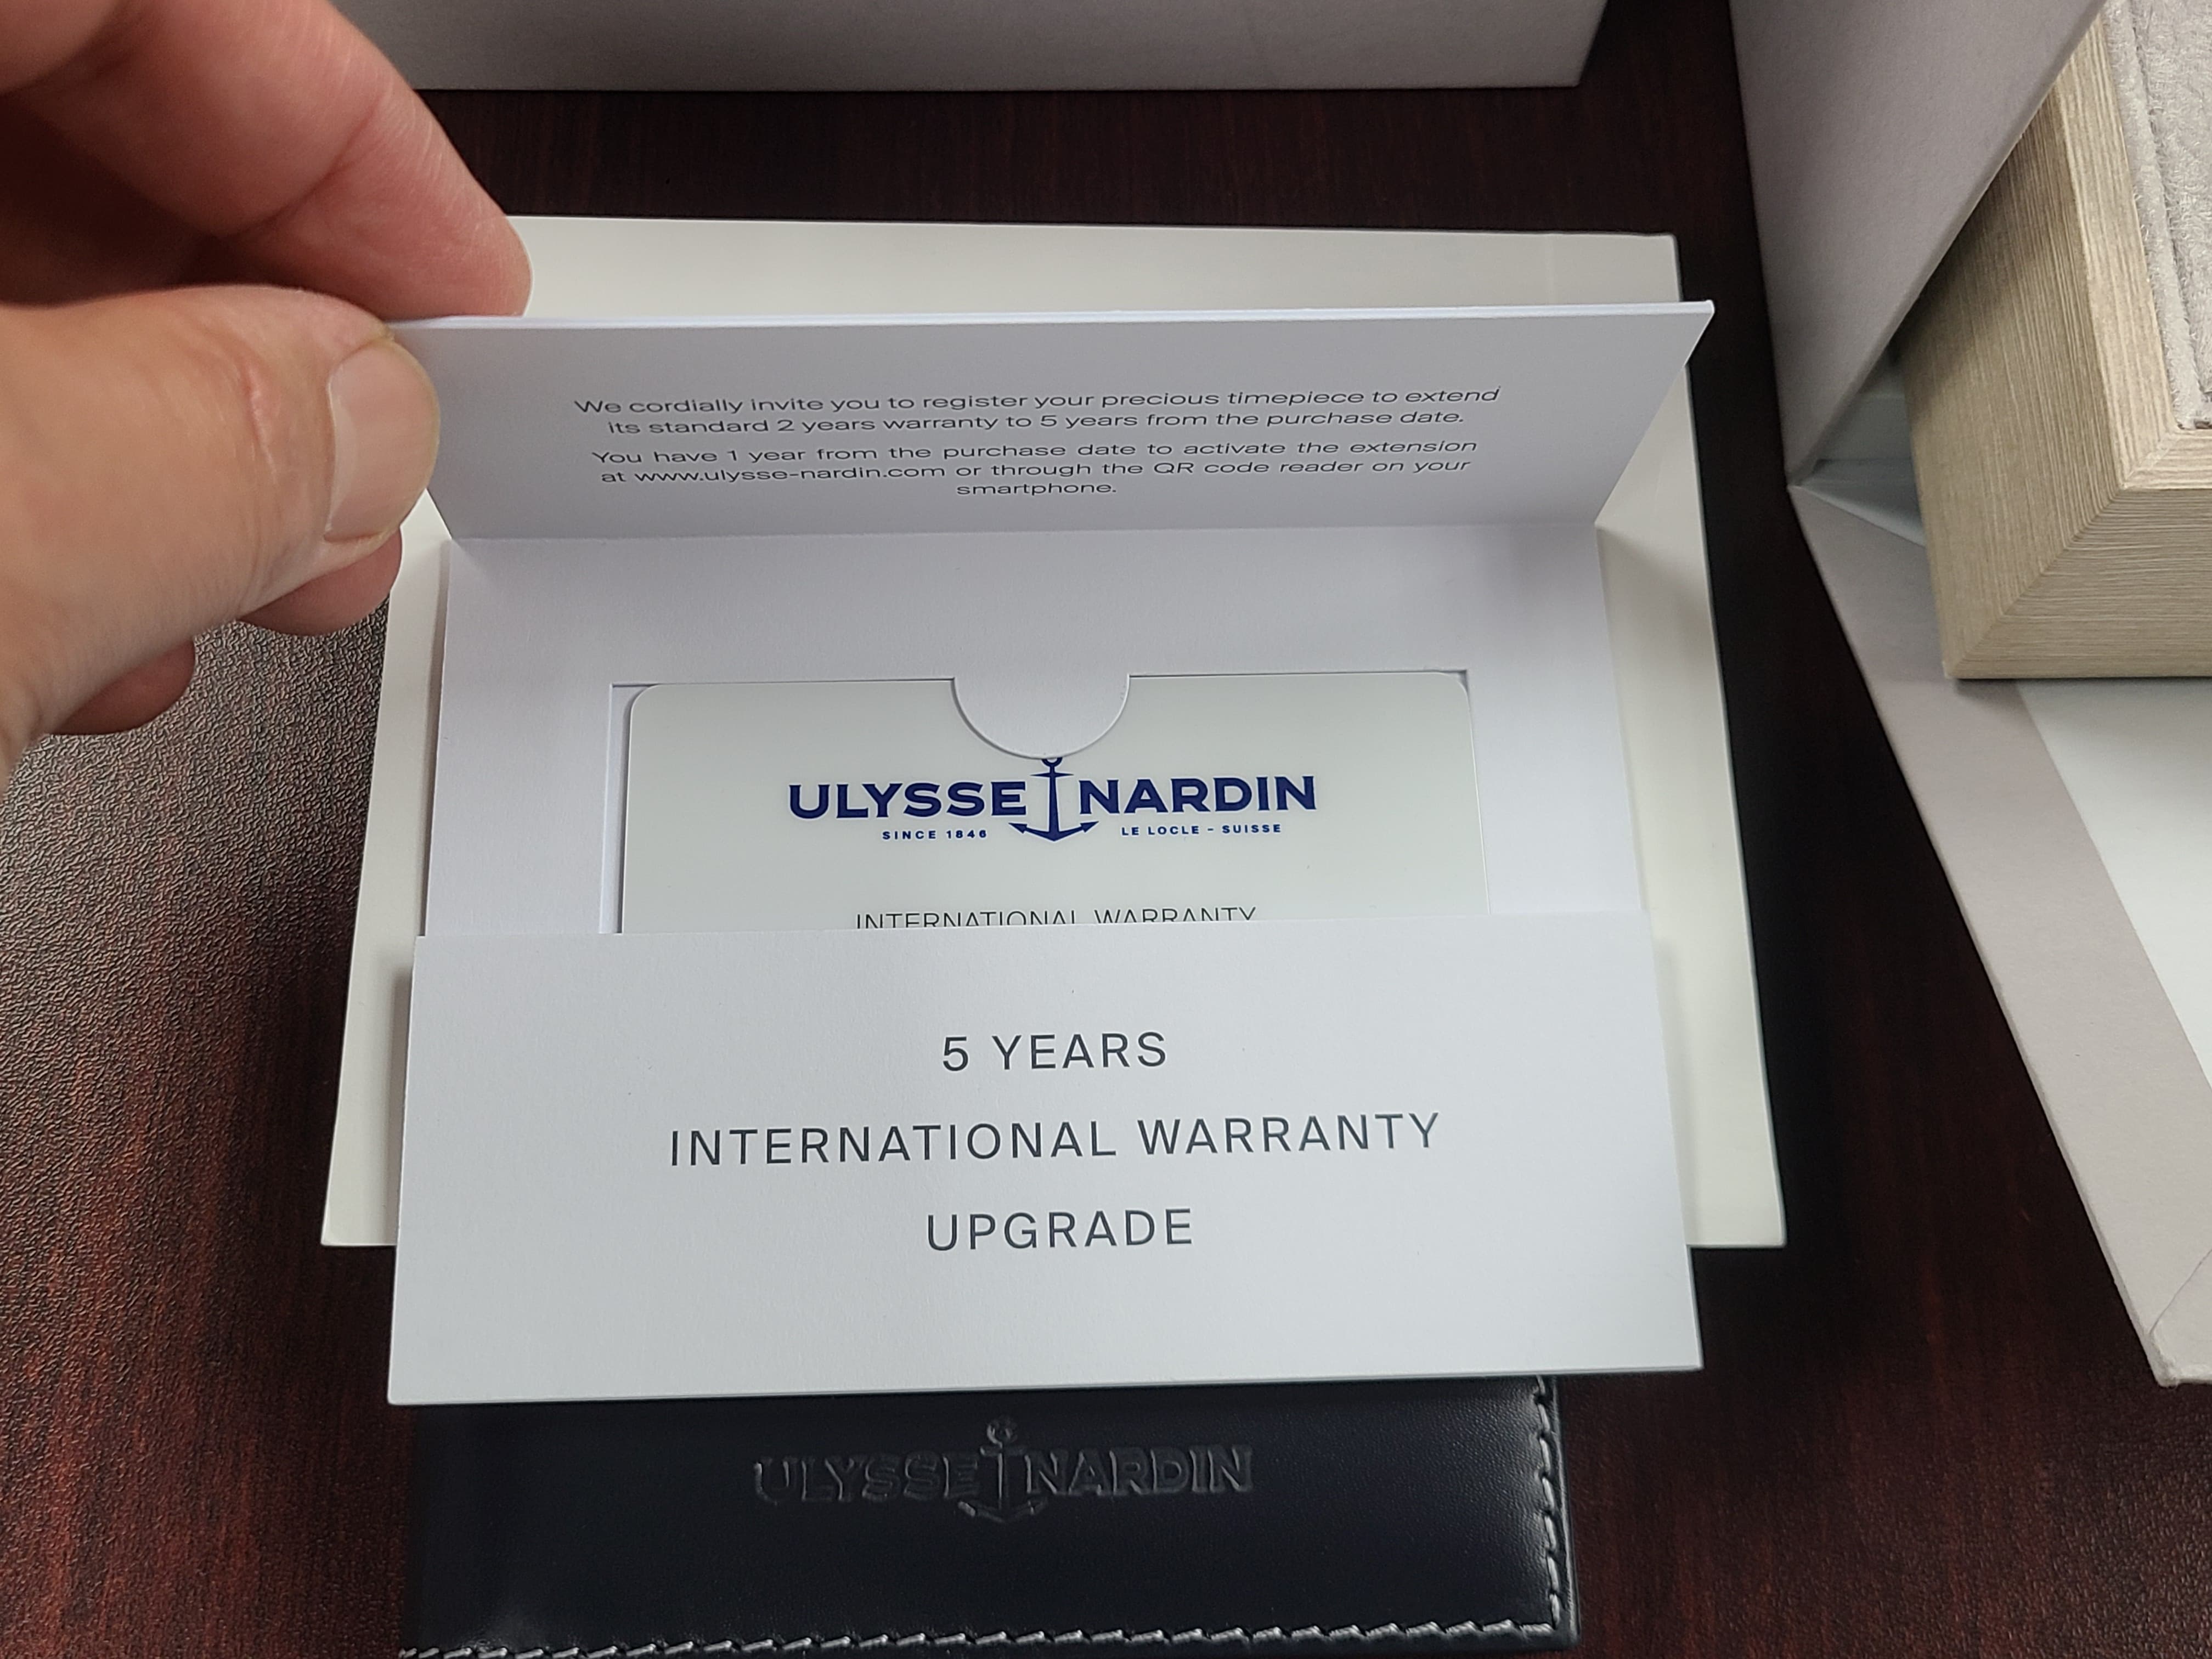 We cordially invite you to register your precious timepiece to extend
its standard 2 years warranty to 5 years from the purchase date.
You have 1 year from the purchase date to activate the extension
at www.ulysse-nardin.com or through the QR code reader on your
smartphone.
ULYSSE NARDIN
SINCE 1846 LE LOCLE - SUISSE
INTERNATIONAL WARRANTY
5 YEARS
INTERNATIONAL WARRANTY
UPGRADE
ULYSSE NARDIN